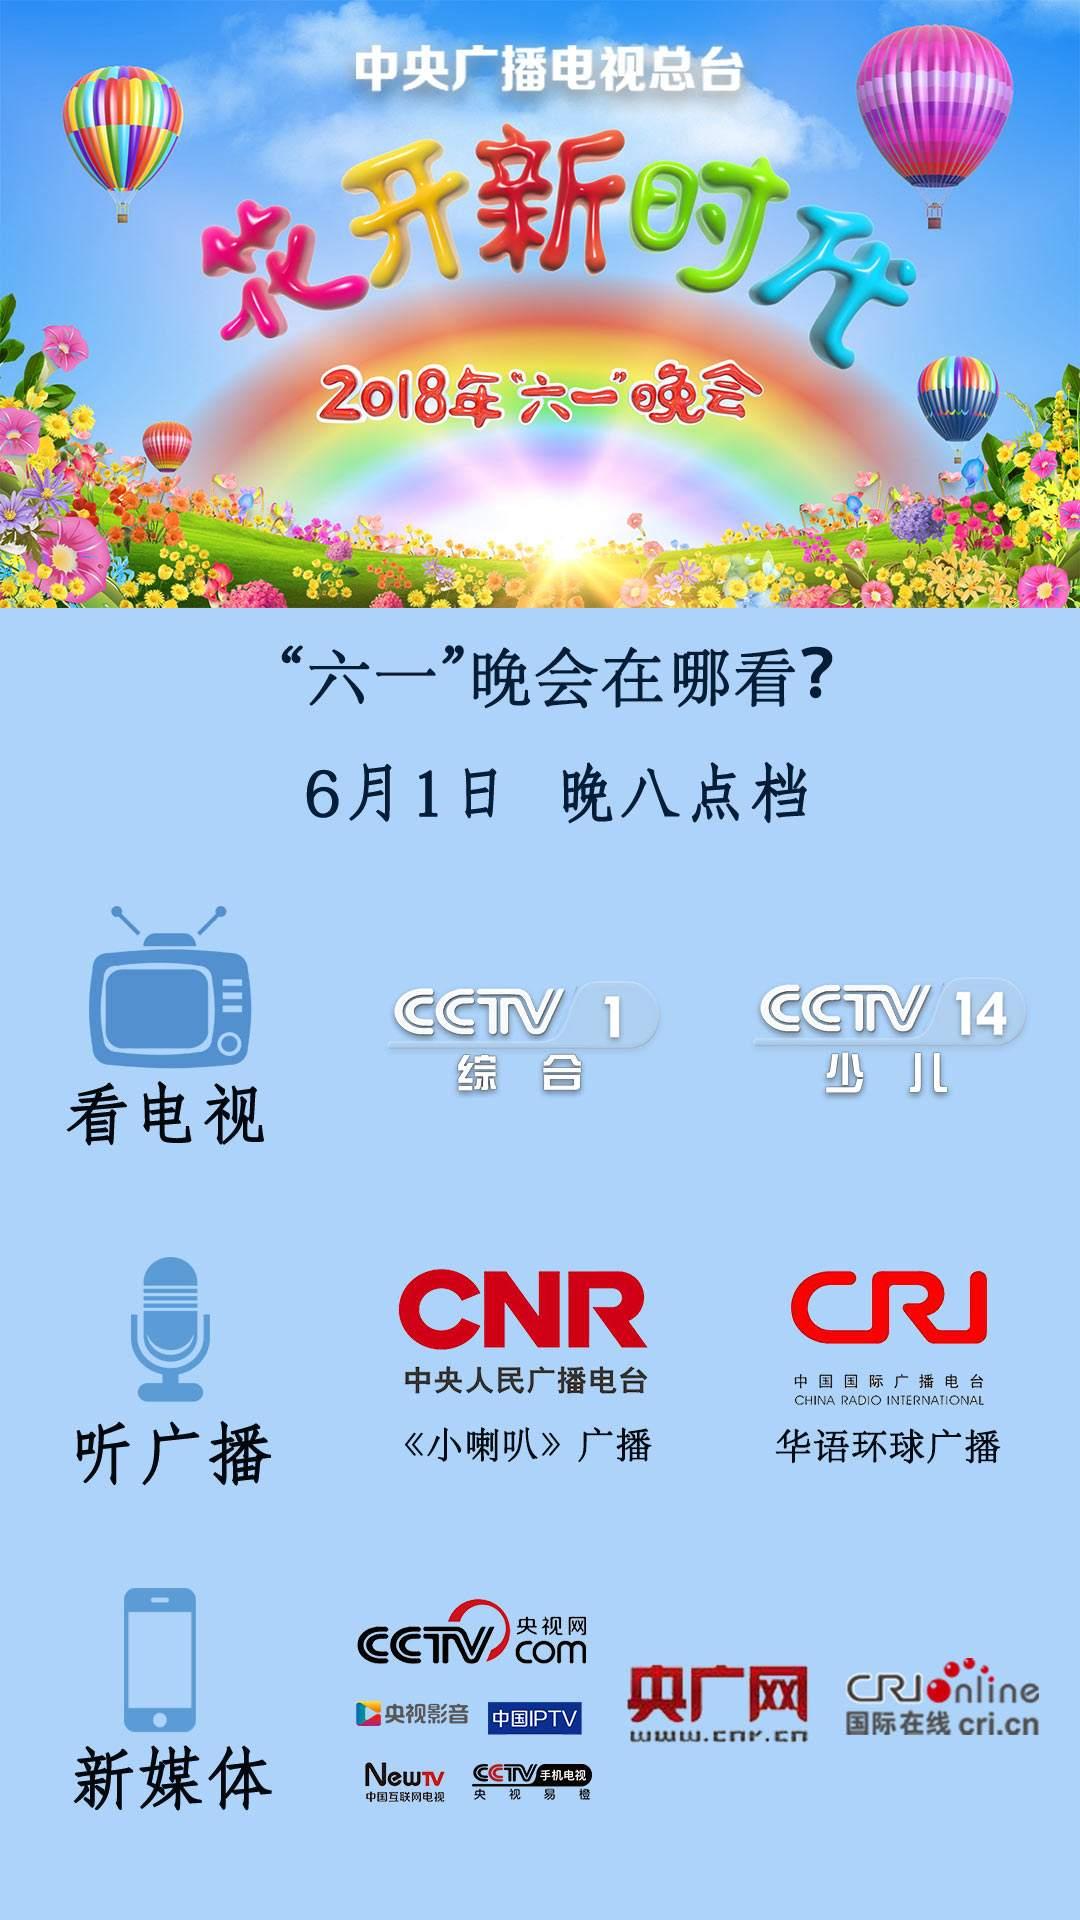 中央广播电视总台
花开新时代
2018年“六一”晚会
“六一”晚会在哪看?
6月1日 晚八点档
CCTV 1
综 合
CCTV 14
少 儿
看电视
CNR
中央人民广播电台
《小喇叭》广播
CRI
中国国际广播电台
CHINA RADIO INTERNATIONAL
华语环球广播
听广播
CCTV.com 央视网
央视影音
中国IPTV
NEWTV
中国互联网电视
CCTV 手机电视
央 视 易 橙
央广网
www.cnr.cn
CRIonline
国际在线 cri.cn
新媒体